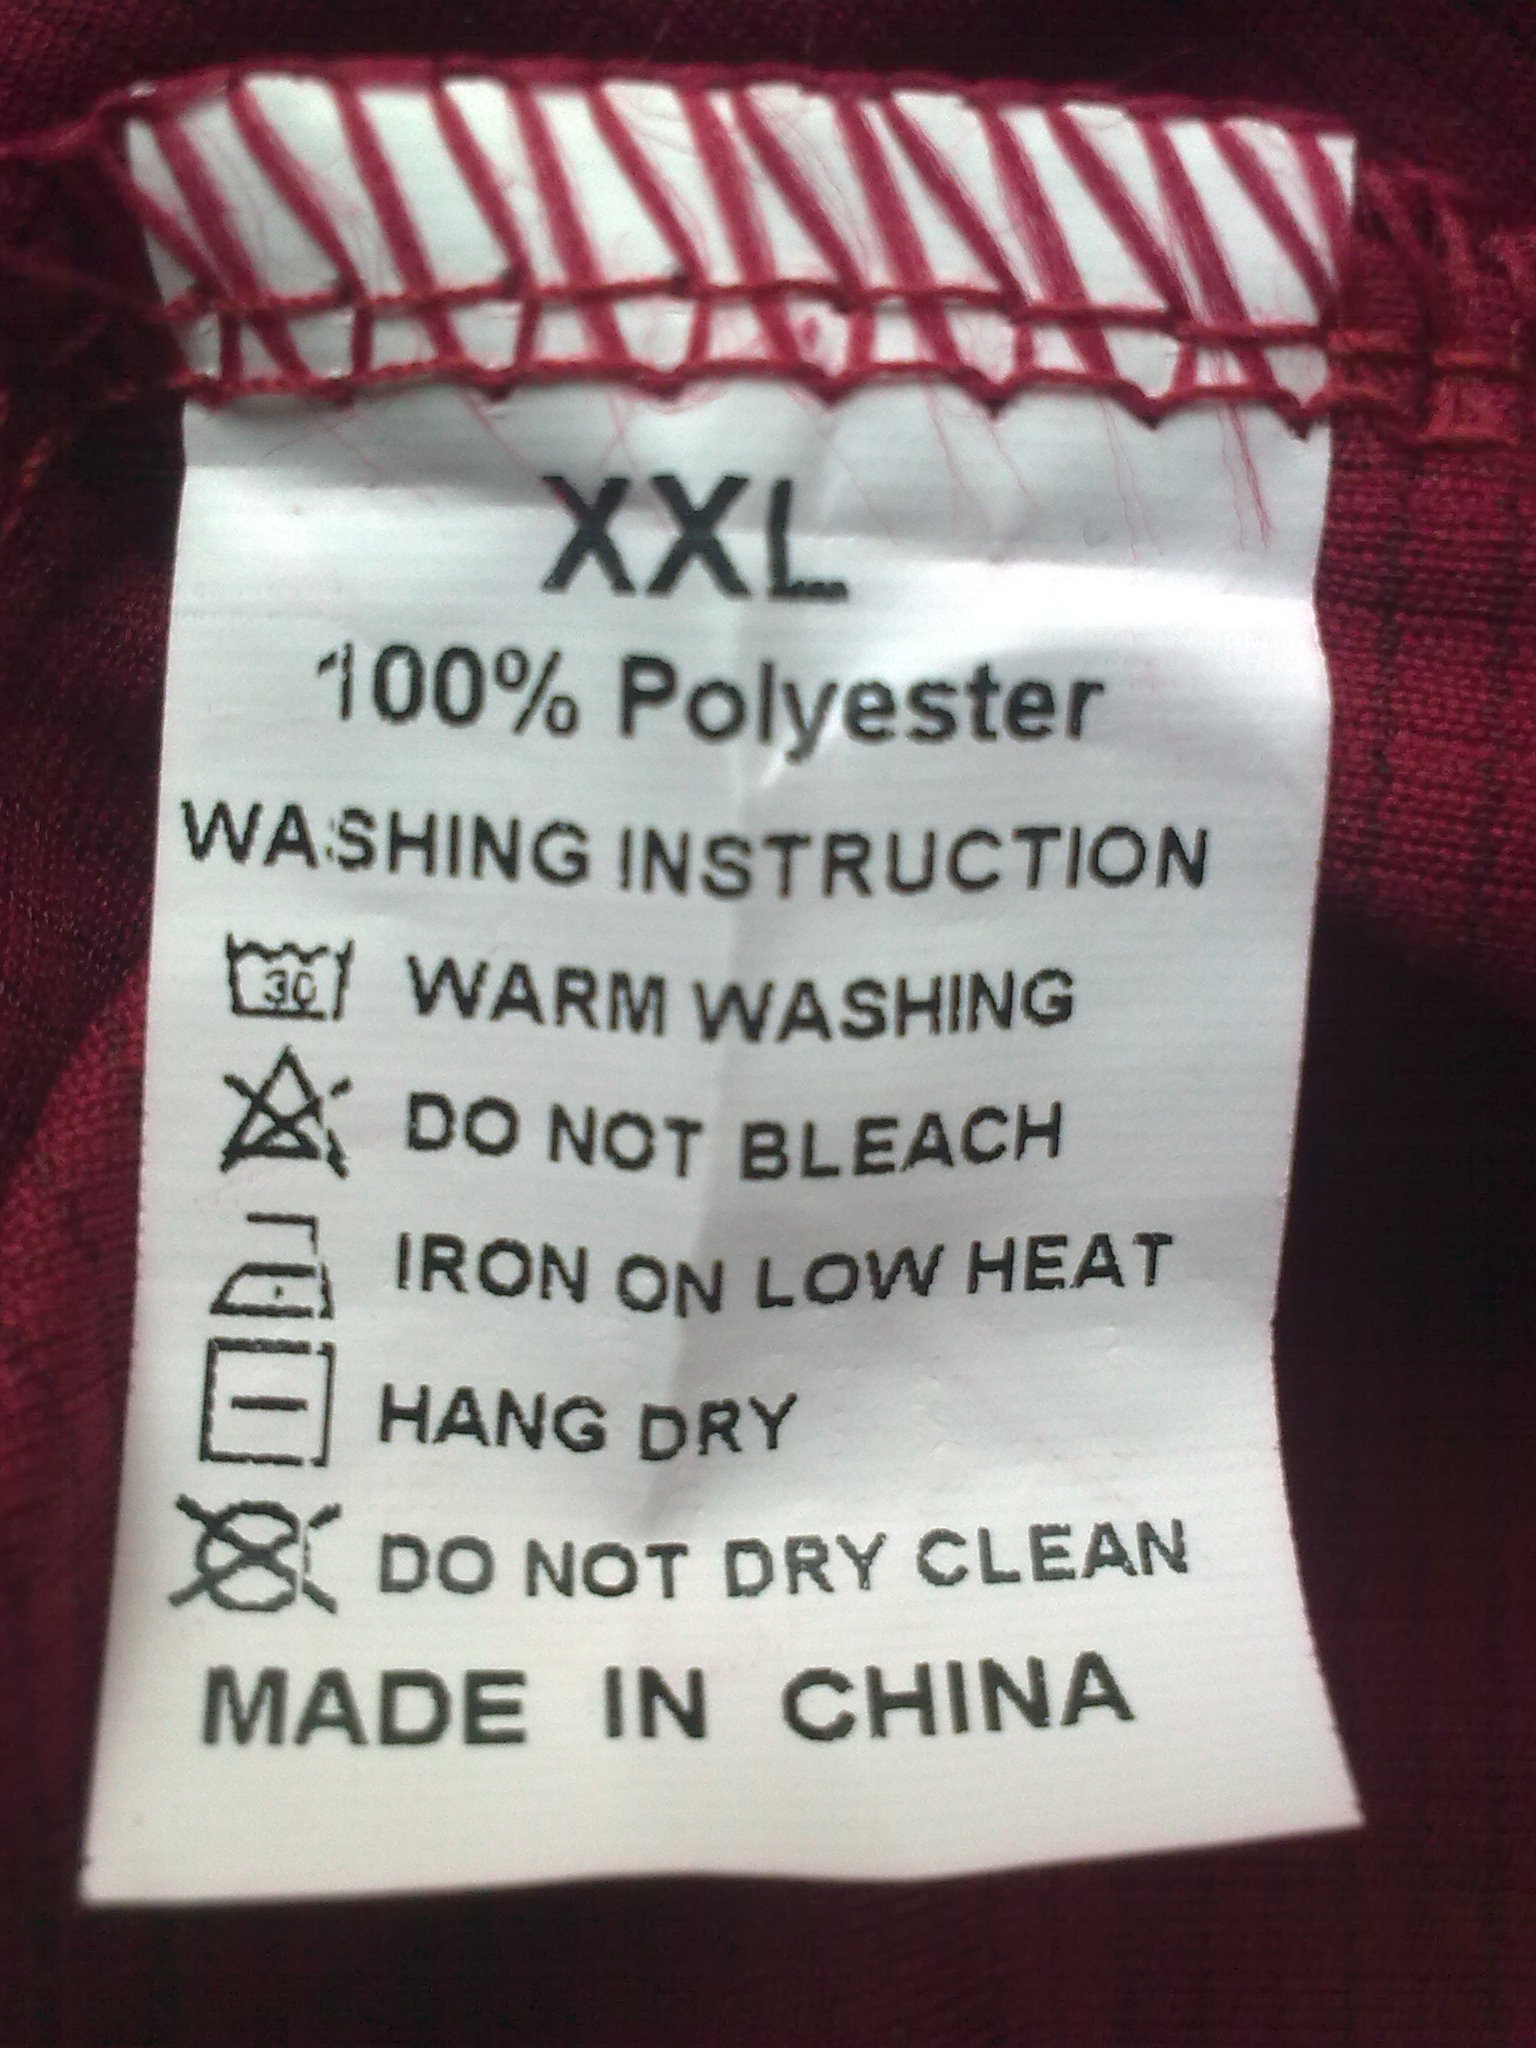 XXL
100% Polyester
WASHING INSTRUCTION
30 WARM WASHING
DO NOT BLEACH
IRON ON LOW HEAT
HANG DRY
DO NOT DRY CLEAN
MADE IN CHINA